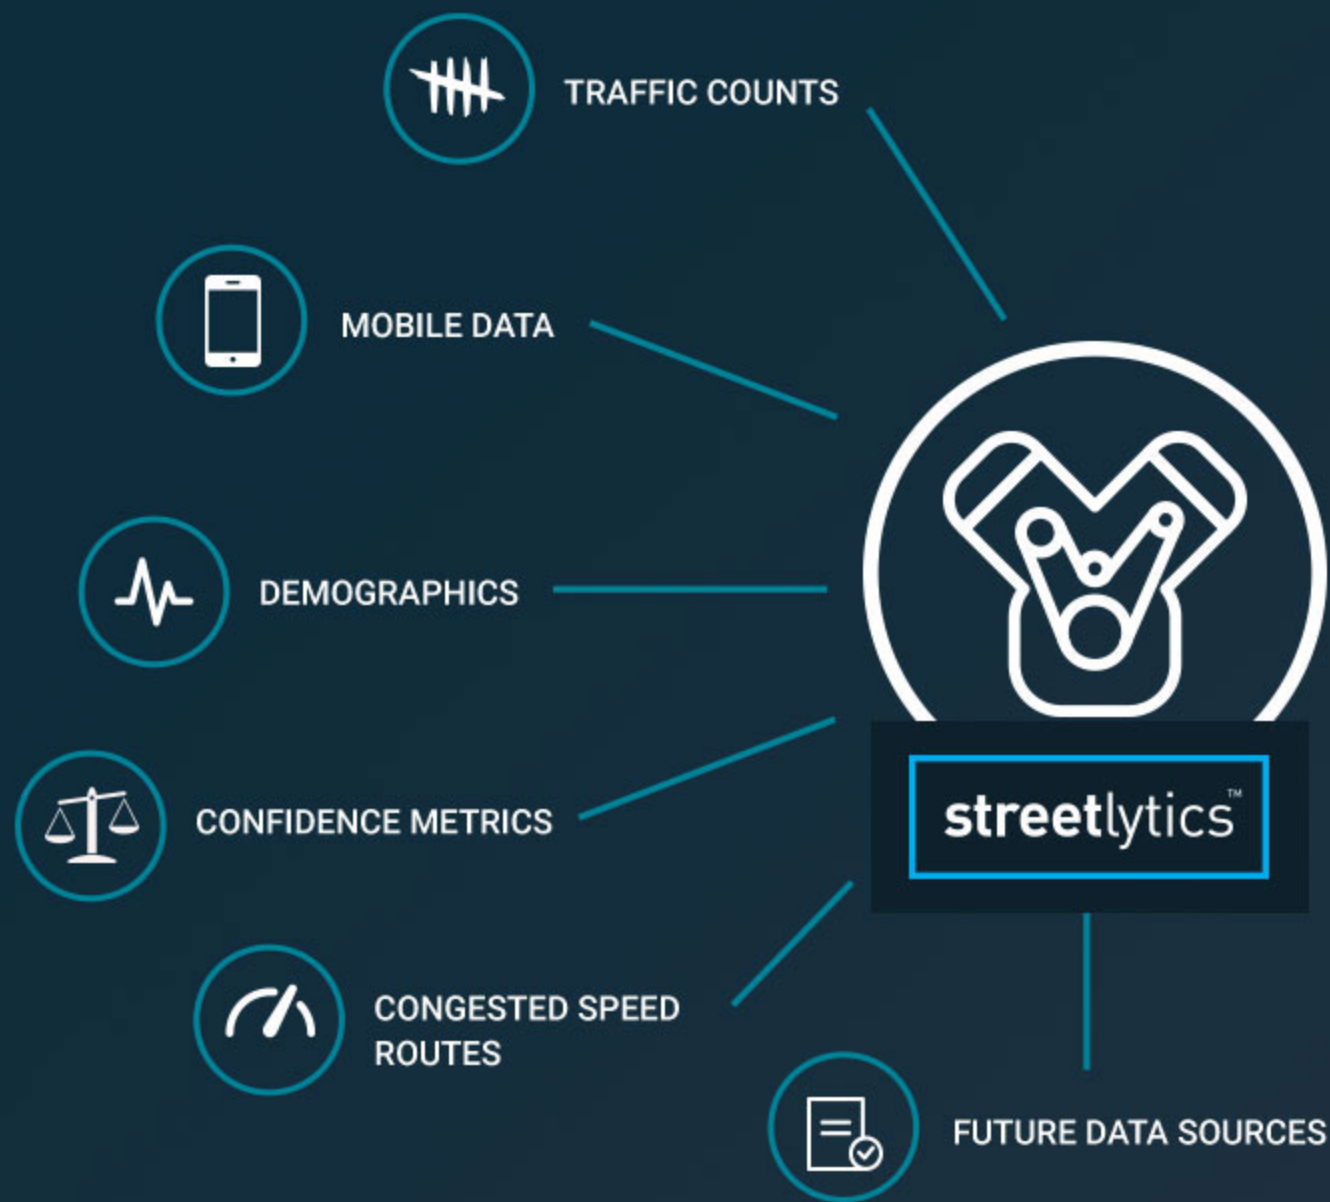 TRAFFIC COUNTS
MOBILE DATA
DEMOGRAPHICS
CONFIDENCE METRICS
streetlytics™
CONGESTED SPEED
ROUTES
FUTURE DATA SOURCES